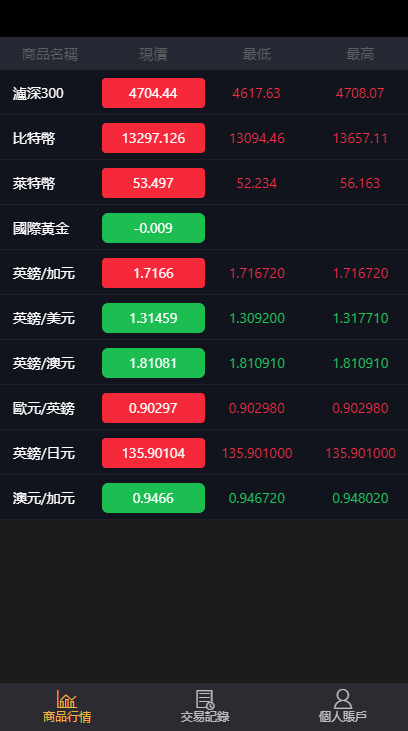 商品名稱 現價 最低 最高
瀘深300 4704.44 4617.63 4708.07
比特幣 13297.126 13094.46 13657.11
萊特幣 53.497 52.234 56.163
國際黃金 -0.009
英鎊/加元 1.7166 1.716720 1.716720
英鎊/美元 1.31459 1.309200 1.317710
英鎊/澳元 1.81081 1.810910 1.810910
歐元/英鎊 0.90297 0.902980 0.902980
英鎊/日元 135.90104 135.901000 135.901000
澳元/加元 0.9466 0.946720 0.948020
商品行情 交易記錄 個人賬戶